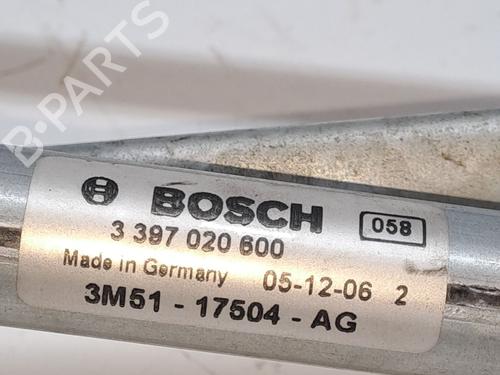 B-PARTS
BOSCH 058
3 397 020 600
Made in Germany 05-12-06 2
3M51 - 17504 - AG